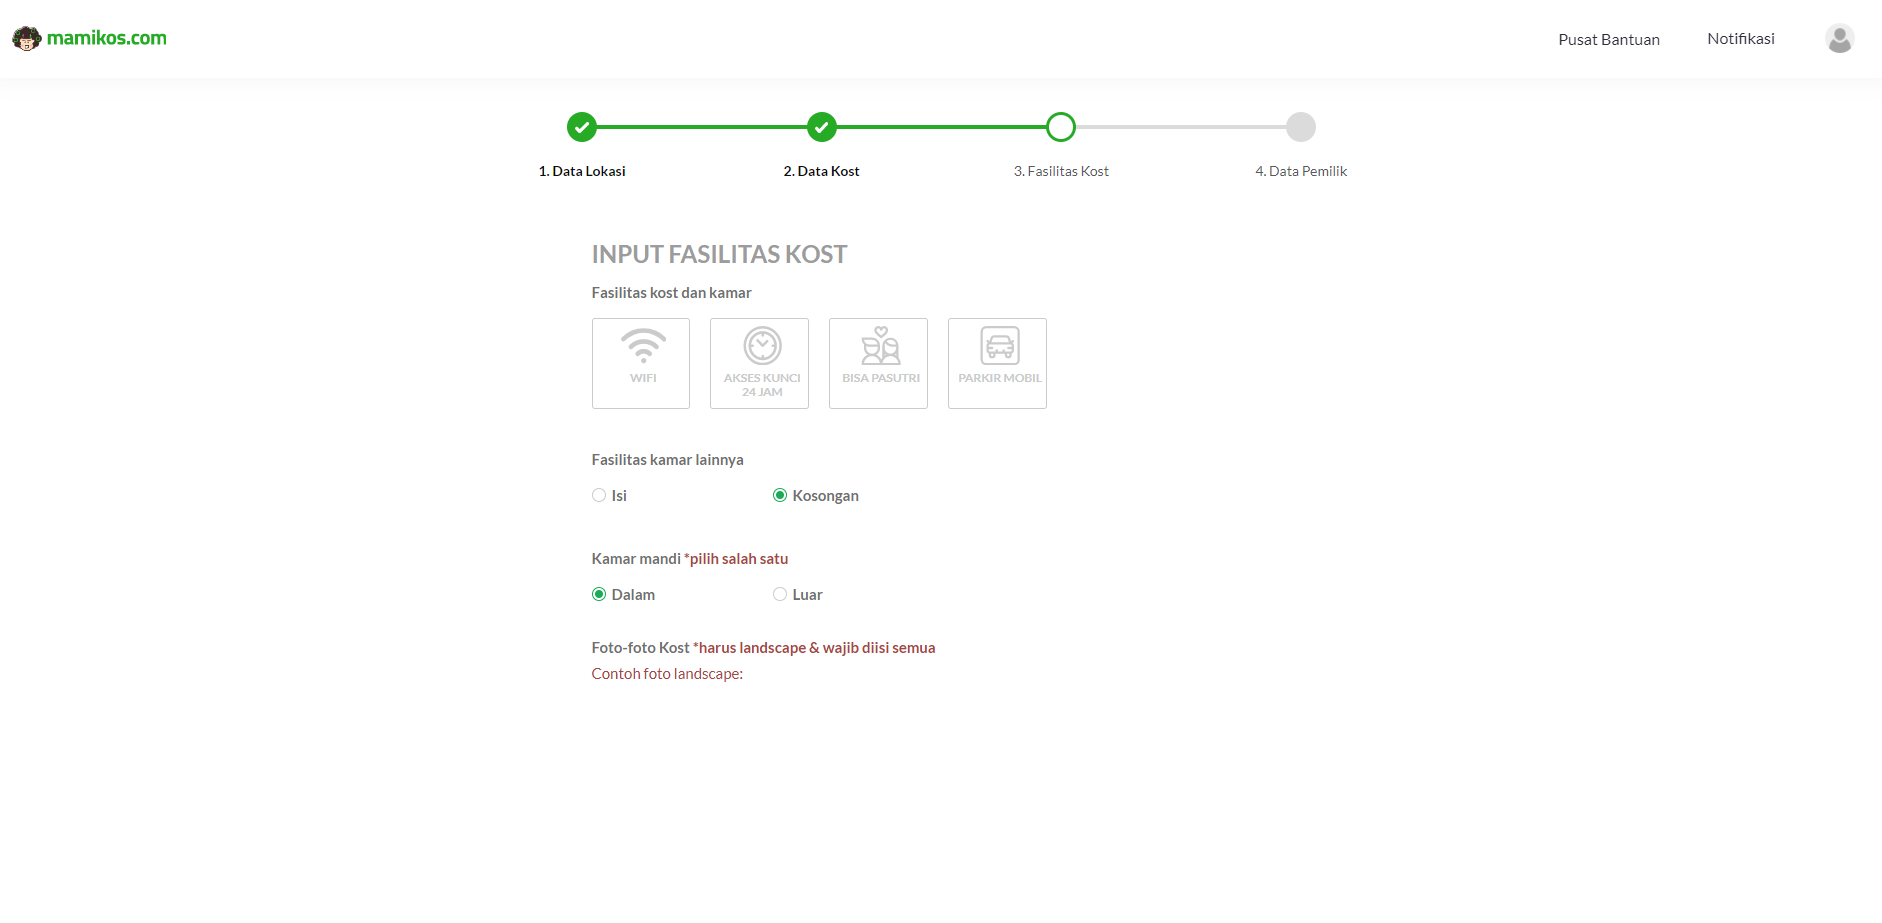 mamikos.com
Pusat Bantuan
Notifikasi
1. Data Lokasi
2. Data Kost
3. Fasilitas Kost
4. Data Pemilik
INPUT FASILITAS KOST
Fasilitas kost dan kamar
WIFI
AKSES KUNCI
24 JAM
BISA PASUTRI
PARKIR MOBIL
Fasilitas kamar lainnya
Isi
Kosongan
Kamar mandi *pilih salah satu
Dalam
Luar
Foto-foto Kost *harus landscape & wajib diisi semua
Contoh foto landscape: